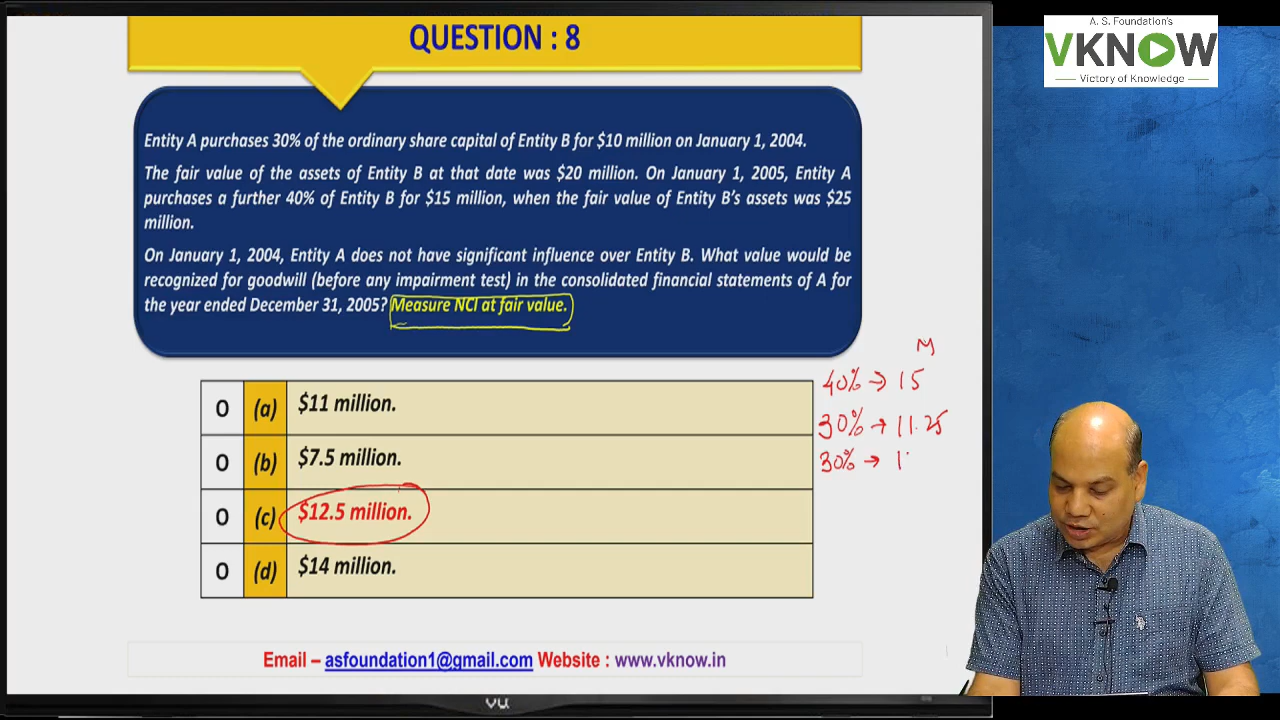 A. S. Foundation's
VKNOW
Victory of Knowledge
QUESTION : 8
Entity A purchases 30% of the ordinary share capital of Entity B for $10 million on January 1, 2004.
The fair value of the assets of Entity B at that date was $20 million. On January 1, 2005, Entity A
purchases a further 40% of Entity B for $15 million, when the fair value of Entity B's assets was $25
million.
On January 1, 2004, Entity A does not have significant influence over Entity B. What value would be
recognized for goodwill (before any impairment test) in the consolidated financial statements of A for
the year ended December 31, 2005? Measure NCI at fair value.
M
40% → 15
30% → 11.25
30% → 1
O (a) $11 million.
O (b) $7.5 million.
O (c) $12.5 million.
O (d) $14 million.
Email – asfoundation1@gmail.com Website : www.vknow.in
vu